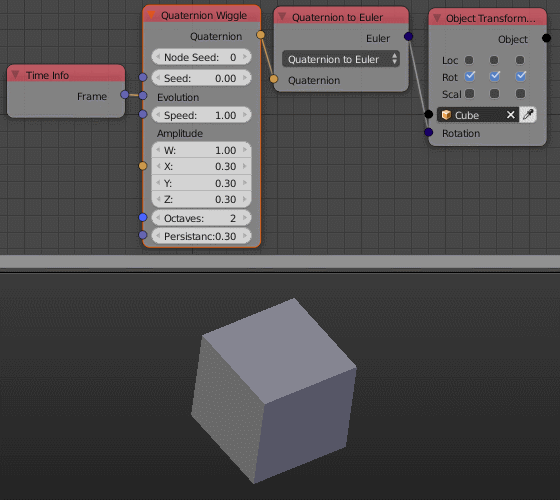 Time Info
Frame
Quaternion Wiggle
Quaternion
Node Seed: 0
Seed: 0.00
Evolution
Speed: 1.00
Amplitude
W: 1.00
X: 0.30
Y: 0.30
Z: 0.30
Octaves: 2
Persistanc:0.30
Quaternion to Euler
Euler
Quaternion to Euler
Quaternion
Object Transform...
Object
Loc
Rot
Scal
Cube
Rotation